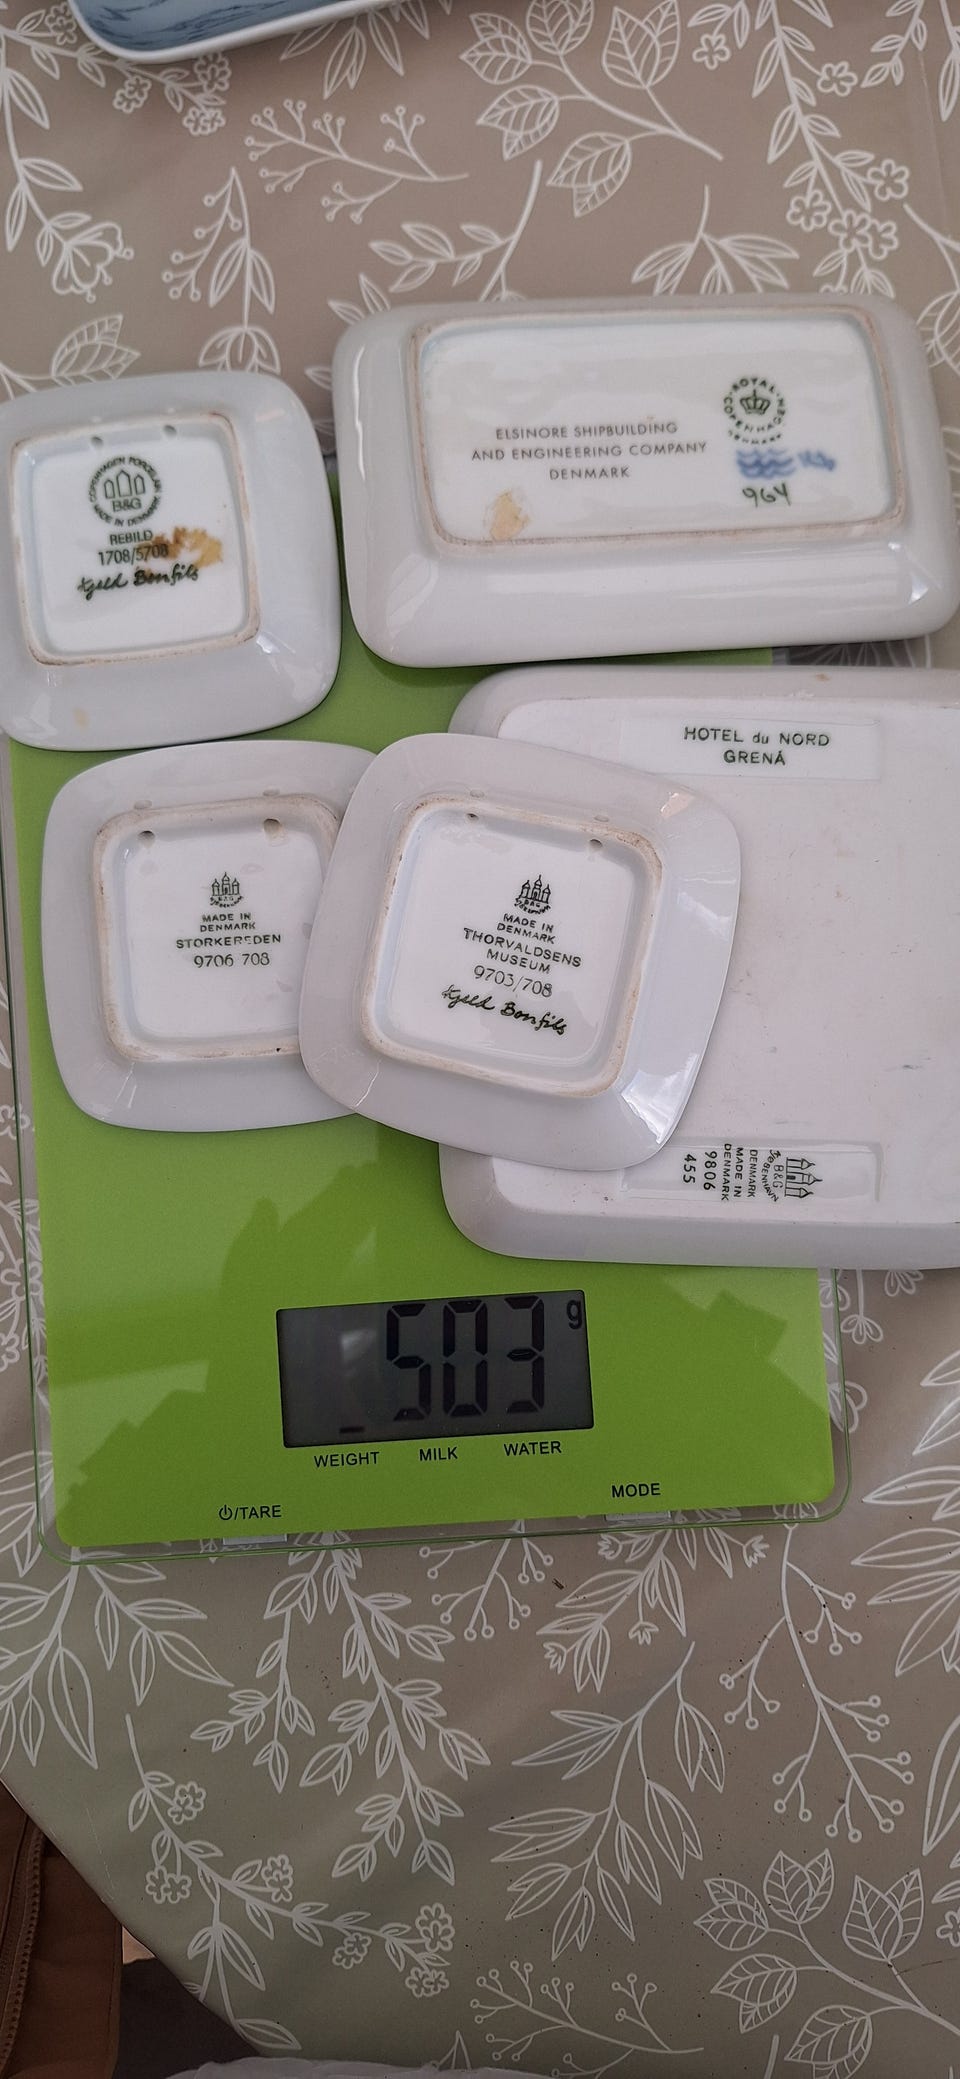 ROYAL
COPENHAGEN
DENMARK
ELSINORE SHIPBUILDING
AND ENGINEERING COMPANY
DENMARK
964
COPENHAGEN PORCELAIN
B&G
MADE IN DENMARK
REBILD
1708/5708
Kjeld Bonfils
HOTEL du NORD
GRENÅ
B&G
MADE IN
DENMARK
STORKEREDEN
9706 708
B&G
MADE IN
DENMARK
THORVALDSENS
MUSEUM
9703/708
Kjeld Bonfils
B&G
KØBENHAVN
DENMARK
MADE IN
DENMARK
9806
455
503 g
WEIGHT MILK WATER
MODE
/TARE